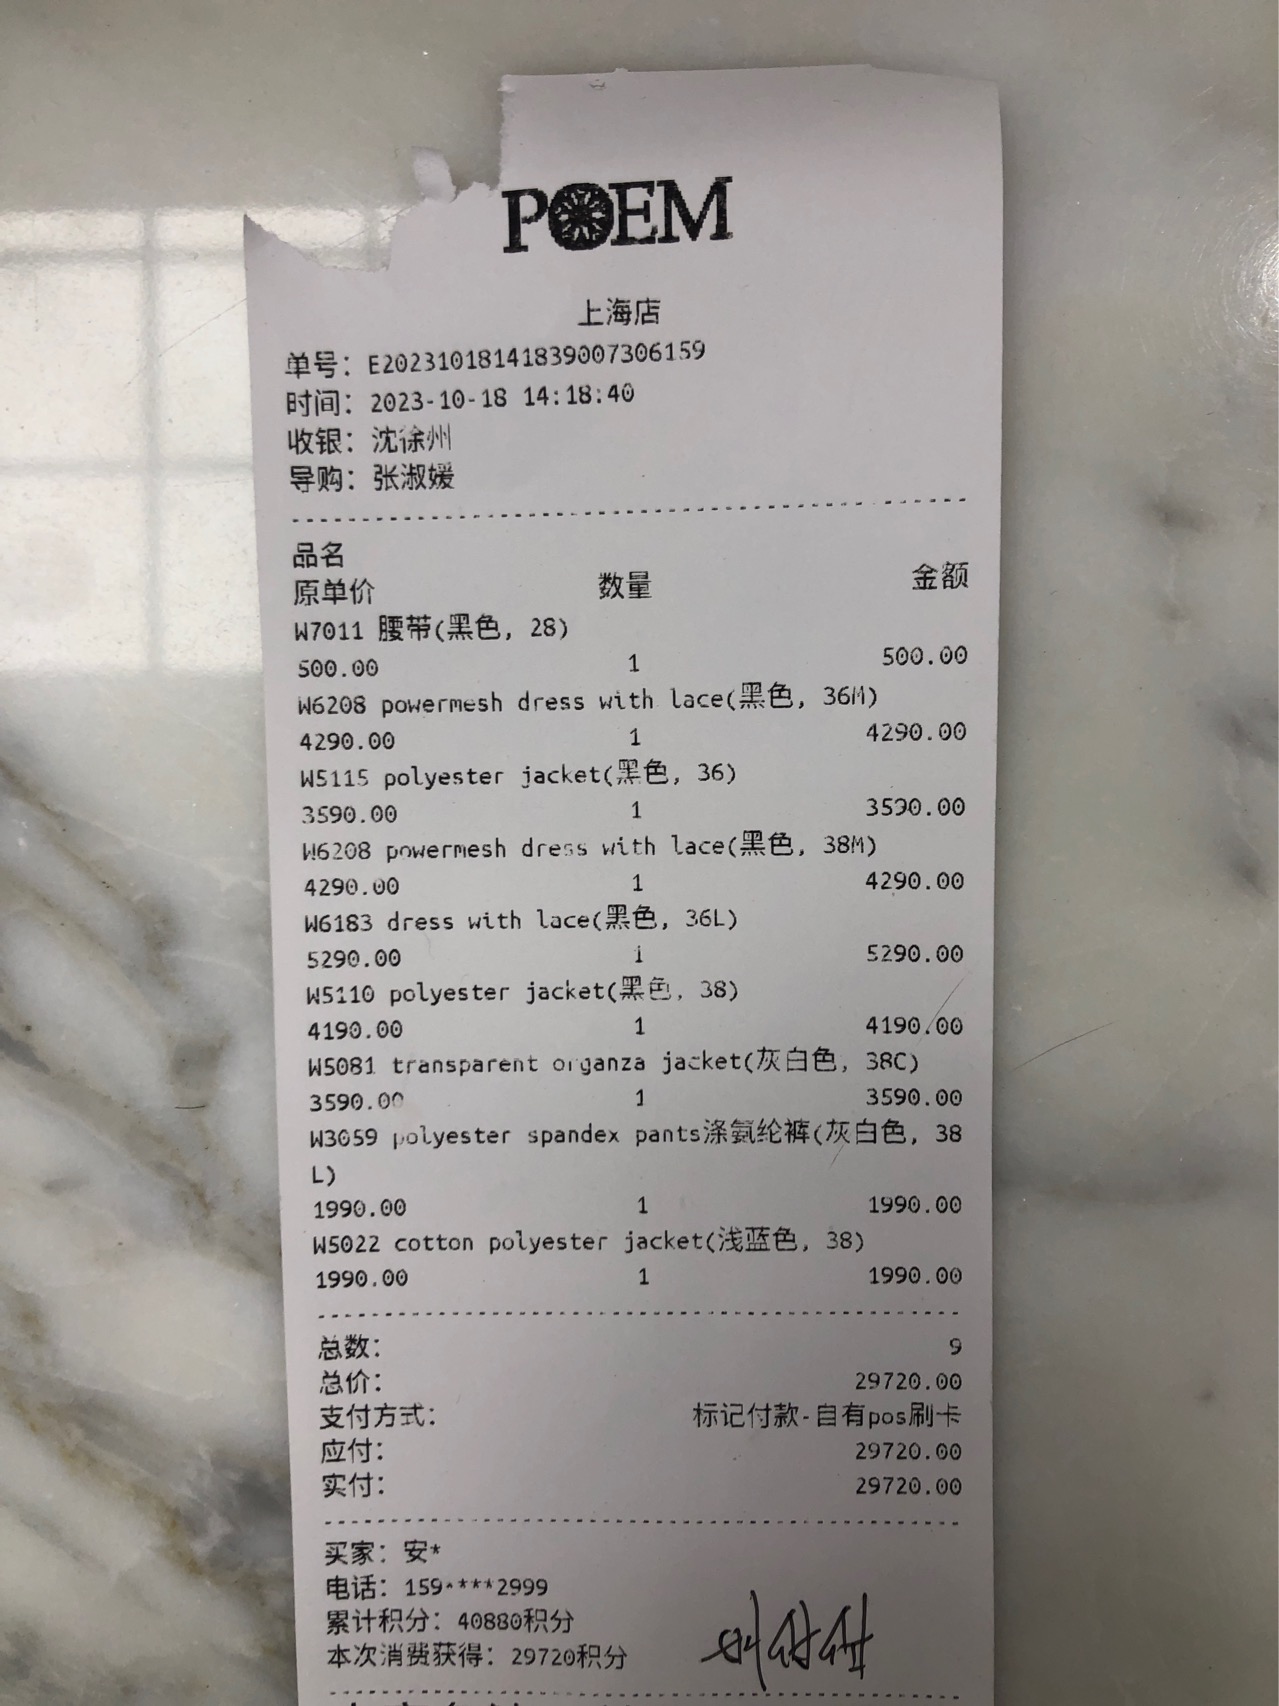 POEM
上海店
单号：E20231018141839007306159
时间：2023-10-18 14:18:40
收银：沈徐州
导购：张淑媛
品名
原单价 数量 金额
W7011 腰带(黑色, 28)
500.00 1 500.00
W6208 powermesh dress with lace(黑色, 36M)
4290.00 1 4290.00
W5115 polyester jacket(黑色, 36)
3590.00 1 3590.00
W6208 powermesh dress with lace(黑色, 38M)
4290.00 1 4290.00
W6183 dress with lace(黑色, 36L)
5290.00 1 5290.00
W5110 polyester jacket(黑色, 38)
4190.00 1 4190.00
W5081 transparent organza jacket(灰白色, 38C)
3590.00 1 3590.00
W3059 polyester spandex pants涤氨纶裤(灰白色, 38
L)
1990.00 1 1990.00
W5022 cotton polyester jacket(浅蓝色, 38)
1990.00 1 1990.00
总数： 9
总价： 29720.00
支付方式： 标记付款-自有pos刷卡
应付： 29720.00
实付： 29720.00
买家：安*
电话：159****2999
累计积分：40880积分
本次消费获得：29720积分